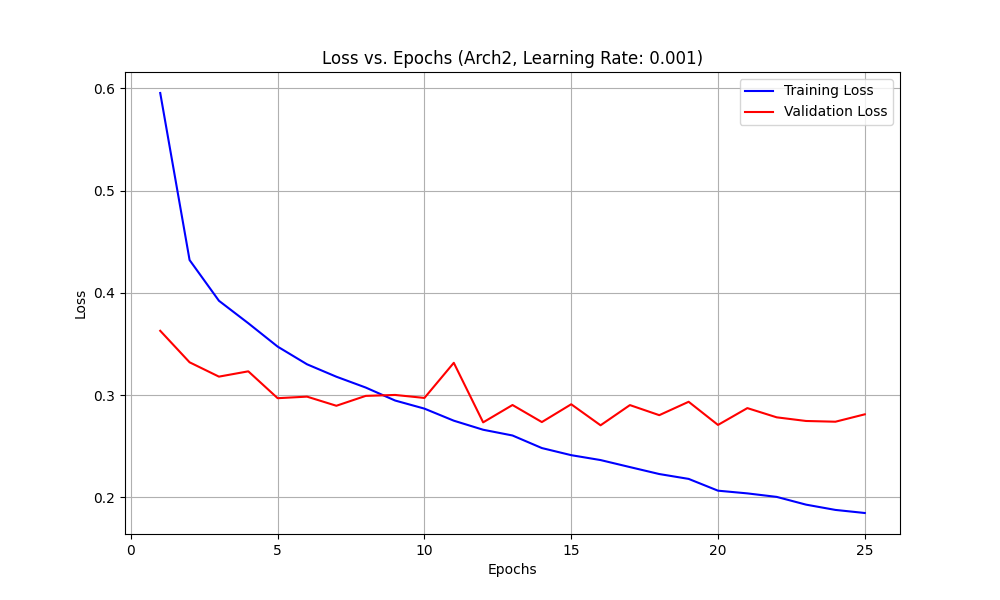 Loss vs. Epochs (Arch2, Learning Rate: 0.001)
Training Loss
Validation Loss
0.6
0.5
0.4
0.3
0.2
Loss
0
5
10
15
20
25
Epochs